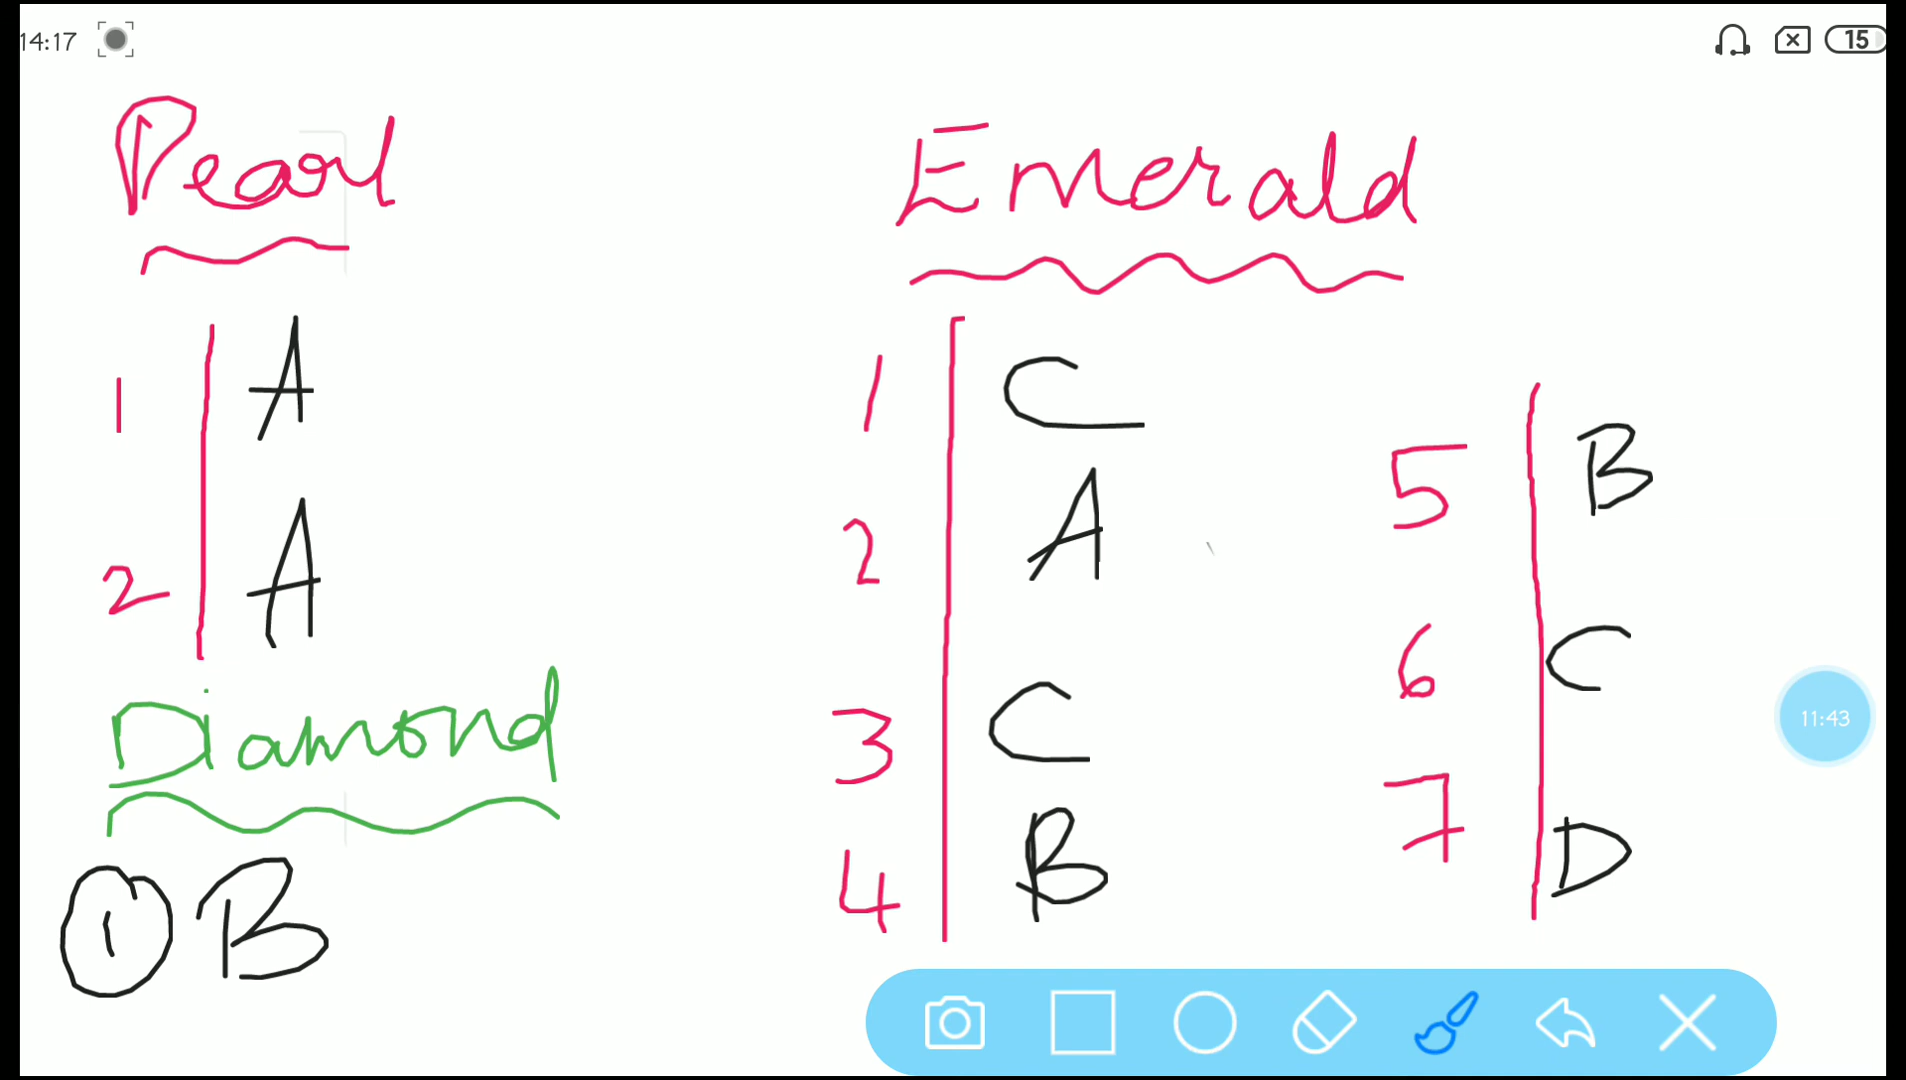 14:17
15
Pearl
1 A
2 A
Diamond
1 B
Emerald
1 C
2 A
3 C
4 B
5 B
6 C
7 D
11:43